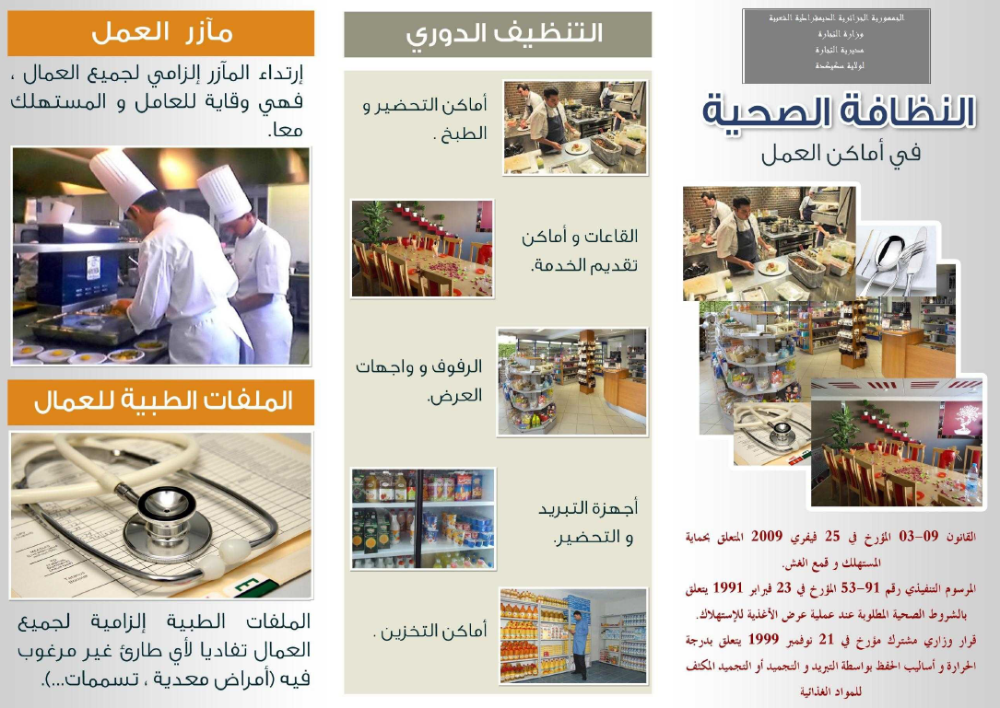 الجمهورية الجزائرية الديمقراطية الشعبية
وزارة التجارة
مديرية التجارة
لولاية سكيكدة
النظافة الصحية
في أماكن العمل
القانون 09-03 المؤرخ في 25 فيفري 2009 المتعلق بحماية
المستهلك و قمع الغش.
المرسوم التنفيذي رقم 91-53 المؤرخ في 23 فبراير 1991 يتعلق
بالشروط الصحية المطلوبة عند عملية عرض الأغذية للإستهلاك.
قرار وزاري مشترك مؤرخ في 21 نوفمبر 1999 يتعلق بدرجة
الحرارة و أساليب الحفظ بواسطة التبريد و التجميد أو التجميد المكثف
للمواد الغذائية
التنظيف الدوري
أماكن التحضير و
الطبخ .
القاعات و أماكن
تقديم الخدمة.
الرفوف و واجهات
العرض.
أجهزة التبريد
و التحضير.
أماكن التخزين .
مآزر العمل
إرتداء المآزر إلزامي لجميع العمال ،
فهي وقاية للعامل و المستهلك
معا.
الملفات الطبية للعمال
الملفات الطبية إلزامية لجميع
العمال تفاديا لأي طارئ غير مرغوب
فيه (أمراض معدية ، تسممات...).